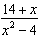 14 + x
x² − 4